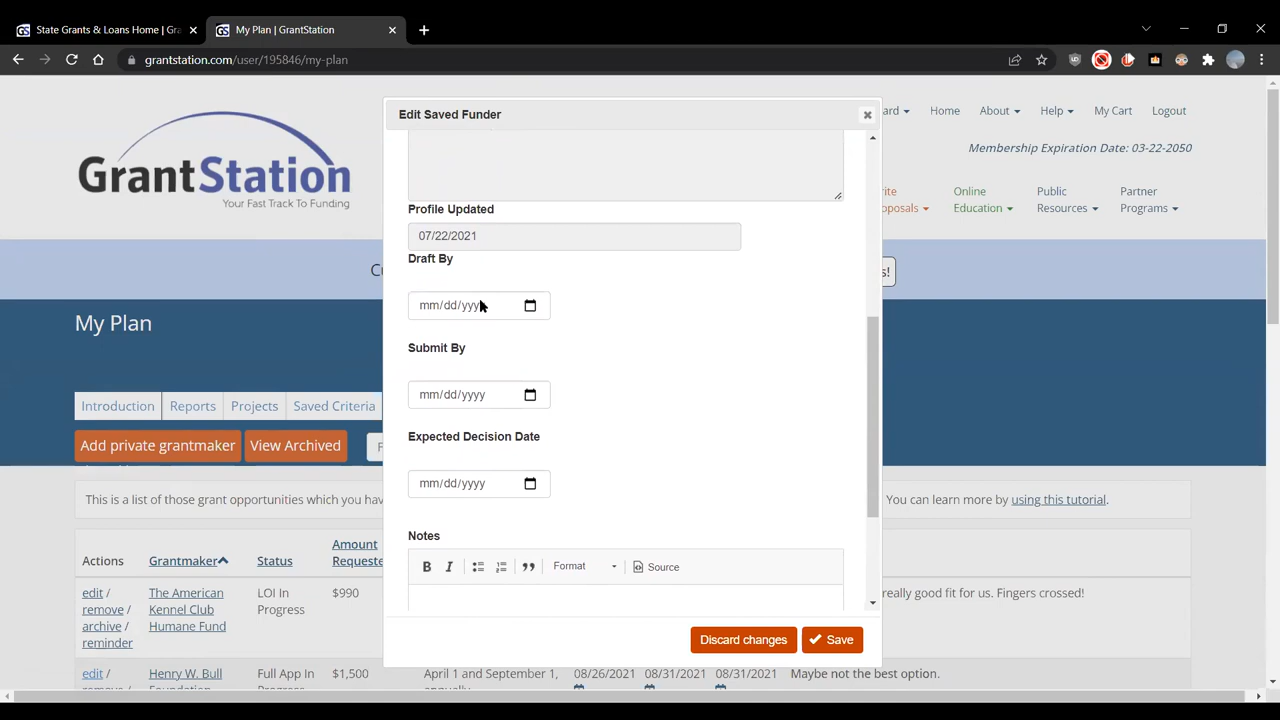 State Grants & Loans Home | Gra
My Plan | GrantStation
grantstation.com/user/195846/my-plan
Home
About
Help
My Cart
Logout
Membership Expiration Date: 03-22-2050
GrantStation
Your Fast Track To Funding
Online
Education
Public
Resources
Partner
Programs
My Plan
Introduction
Reports
Projects
Saved Criteria
Add private grantmaker
View Archived
This is a list of those grant opportunities which you have
You can learn more by using this tutorial.
Actions
Grantmaker
Status
Amount
Requeste
edit /
remove /
archive /
reminder
The American
Kennel Club
Humane Fund
LOI In
Progress
$990
really good fit for us. Fingers crossed!
edit /
Henry W. Bull
Full App In
$1,500
April 1 and September 1,
08/26/2021
08/31/2021
08/31/2021
Maybe not the best option.
Edit Saved Funder
Profile Updated
07/22/2021
Draft By
mm/dd/yyyy
Submit By
mm/dd/yyyy
Expected Decision Date
mm/dd/yyyy
Notes
B I
Format
Source
Discard changes
Save